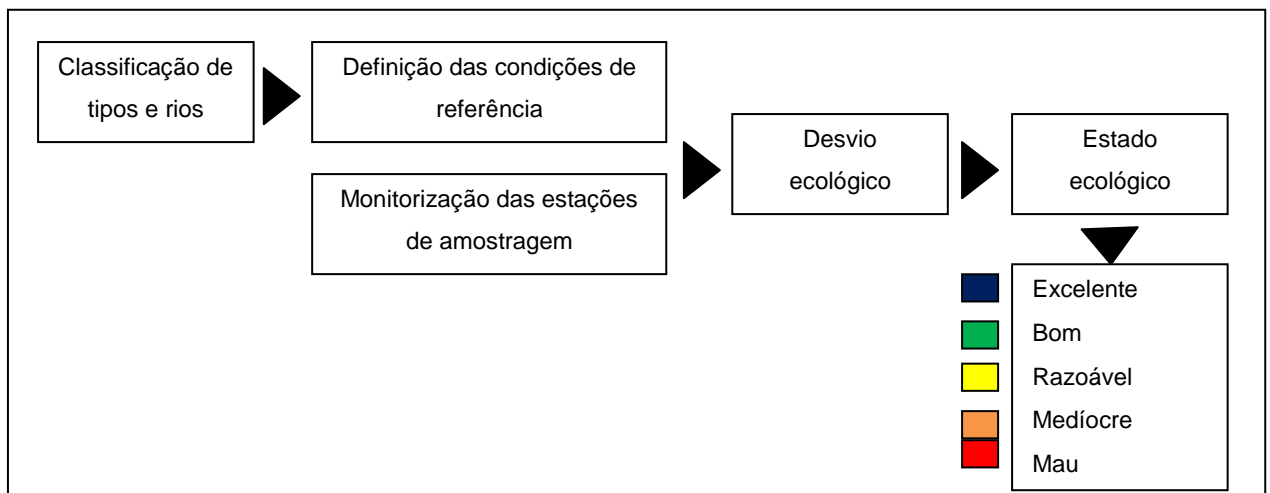 Classificação de
tipos e rios
Definição das condições de
referência
Monitorização das estações
de amostragem
Desvio
ecológico
Estado
ecológico
Excelente
Bom
Razoável
Medíocre
Mau